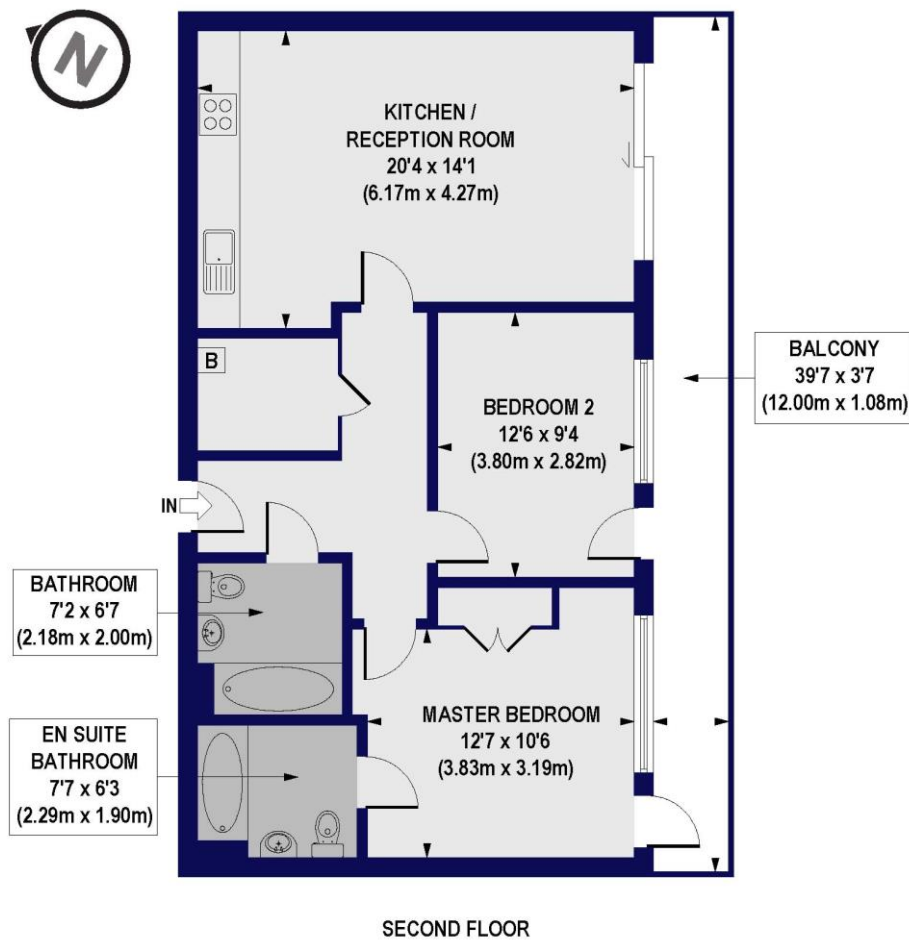 N
KITCHEN /
RECEPTION ROOM
20'4 x 14'1
(6.17m x 4.27m)
B
BEDROOM 2
12'6 x 9'4
(3.80m x 2.82m)
BALCONY
39'7 x 3'7
(12.00m x 1.08m)
IN
BATHROOM
7'2 x 6'7
(2.18m x 2.00m)
MASTER BEDROOM
12'7 x 10'6
(3.83m x 3.19m)
EN SUITE
BATHROOM
7'7 x 6'3
(2.29m x 1.90m)
SECOND FLOOR